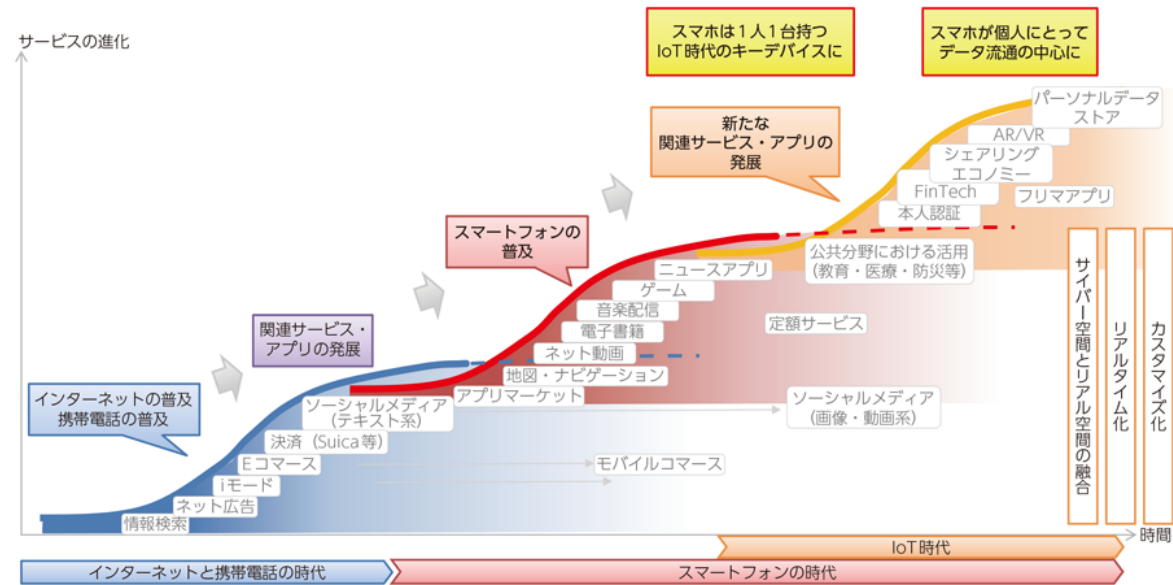 サービスの進化
スマホは１人１台持つ
IoT時代のキーデバイスに
スマホが個人にとって
データ流通の中心に
新たな
関連サービス・アプリの
発展
パーソナルデータ
ストア
AR/VR
シェアリング
エコノミー
FinTech
フリマアプリ
本人認証
スマートフォンの
普及
公共分野における活用
(教育・医療・防災等)
ニュースアプリ
ゲーム
音楽配信
電子書籍
ネット動画
地図・ナビゲーション
アプリマーケット
定額サービス
関連サービス・
アプリの発展
ソーシャルメディア
(テキスト系)
ソーシャルメディア
(画像・動画系)
インターネットの普及
携帯電話の普及
決済（Suica等）
Eコマース
モバイルコマース
iモード
ネット広告
情報検索
サイバー空間とリアル空間の融合
リアルタイム化
カスタマイズ化
時間
IoT時代
インターネットと携帯電話の時代
スマートフォンの時代